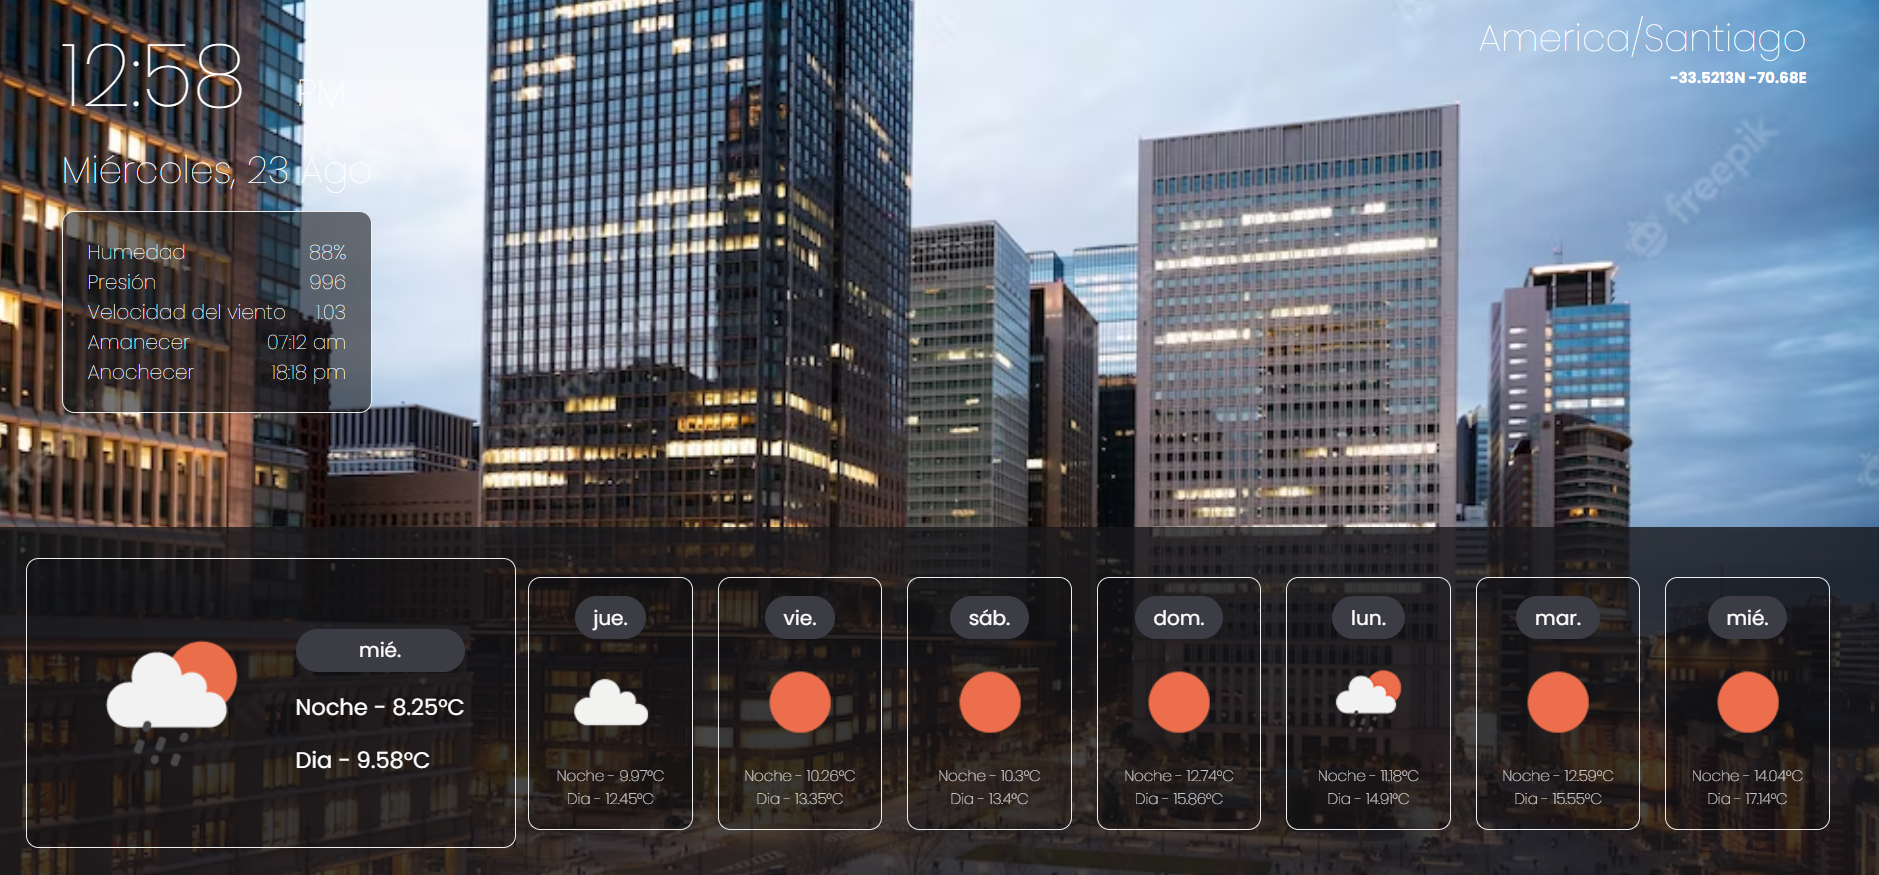 12:58 PM
Miércoles, 23 Ago
Humedad 88%
Presión 996
Velocidad del viento 1.03
Amanecer 07:12 am
Anochecer 18:18 pm
America/Santiago
-33.5213N -70.68E
freepik
mié.
Noche - 8.25°C
Dia - 9.58°C
jue.
Noche - 9.97°C
Dia - 12.45°C
vie.
Noche - 10.26°C
Dia - 13.35°C
sáb.
Noche - 10.3°C
Dia - 13.4°C
dom.
Noche - 12.74°C
Dia - 15.86°C
lun.
Noche - 11.18°C
Dia - 14.91°C
mar.
Noche - 12.59°C
Dia - 15.55°C
mié.
Noche - 14.04°C
Dia - 17.14°C